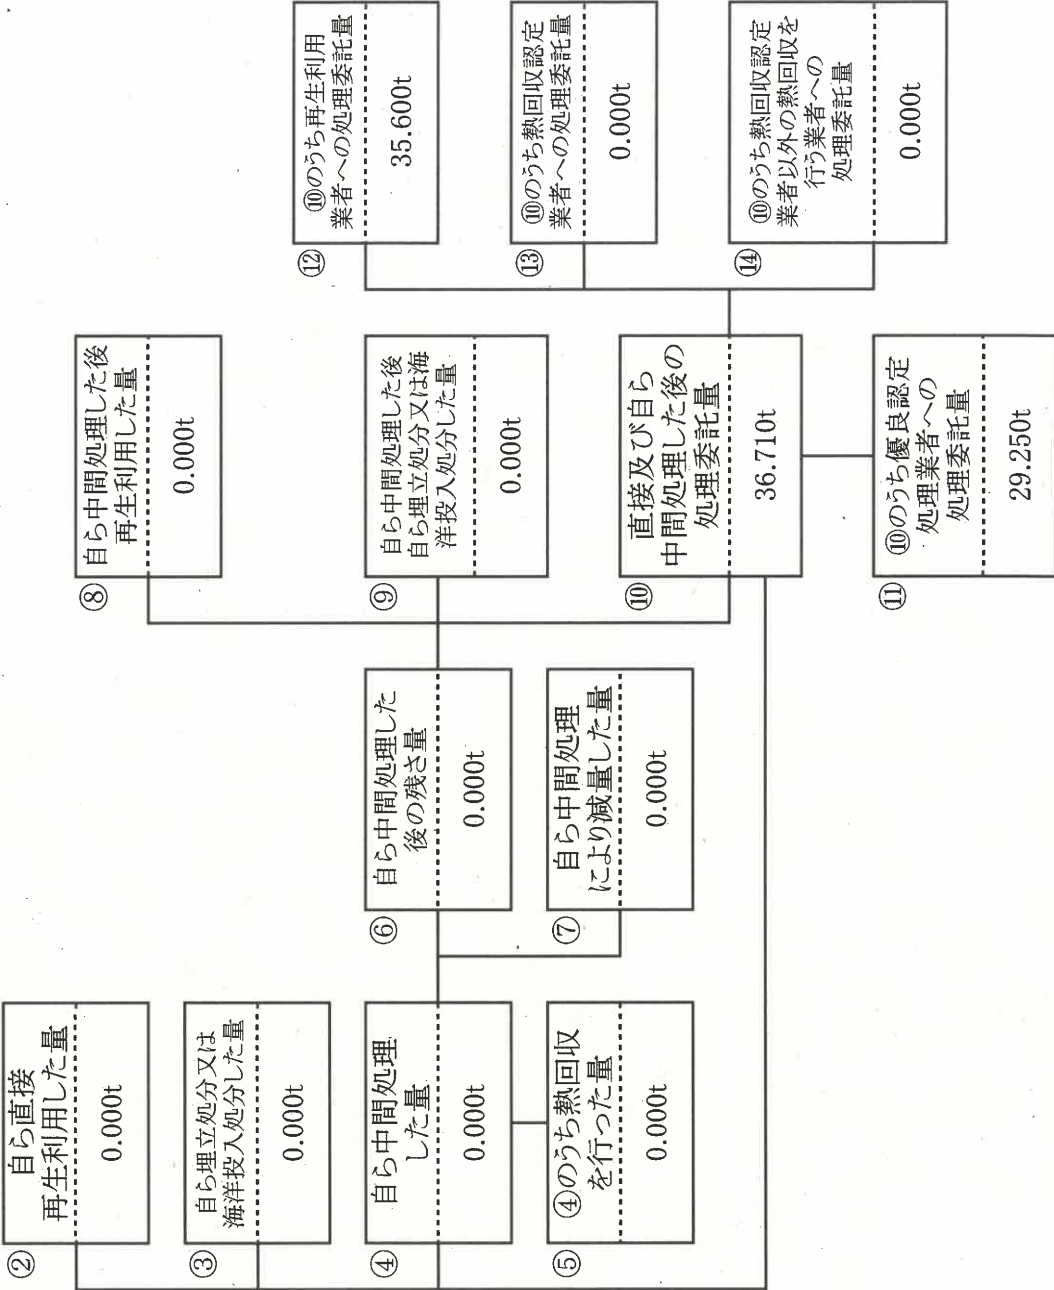 ②
自ら直接
再生利用した量
0.000t
③
自ら埋立処分又は
海洋投入処分した量
0.000t
④
自ら中間処理
した量
0.000t
⑤
④のうち熱回収
を行った量
0.000t
⑥
自ら中間処理した
後の残さ量
0.000t
⑦
自ら中間処理
により減量した量
0.000t
⑧
自ら中間処理した後
再生利用した量
0.000t
⑨
自ら中間処理した後
自ら埋立処分又は海
洋投入処分した量
0.000t
⑩
直接及び自ら
中間処理した後の
処理委託量
36.710t
⑪
⑩のうち優良認定
処理業者への
処理委託量
29.250t
⑫
⑩のうち再生利用
業者への処理委託量
35.600t
⑬
⑩のうち熱回収認定
業者への処理委託量
0.000t
⑭
⑩のうち熱回収認定
業者以外の熱回収を
行う業者への
処理委託量
0.000t